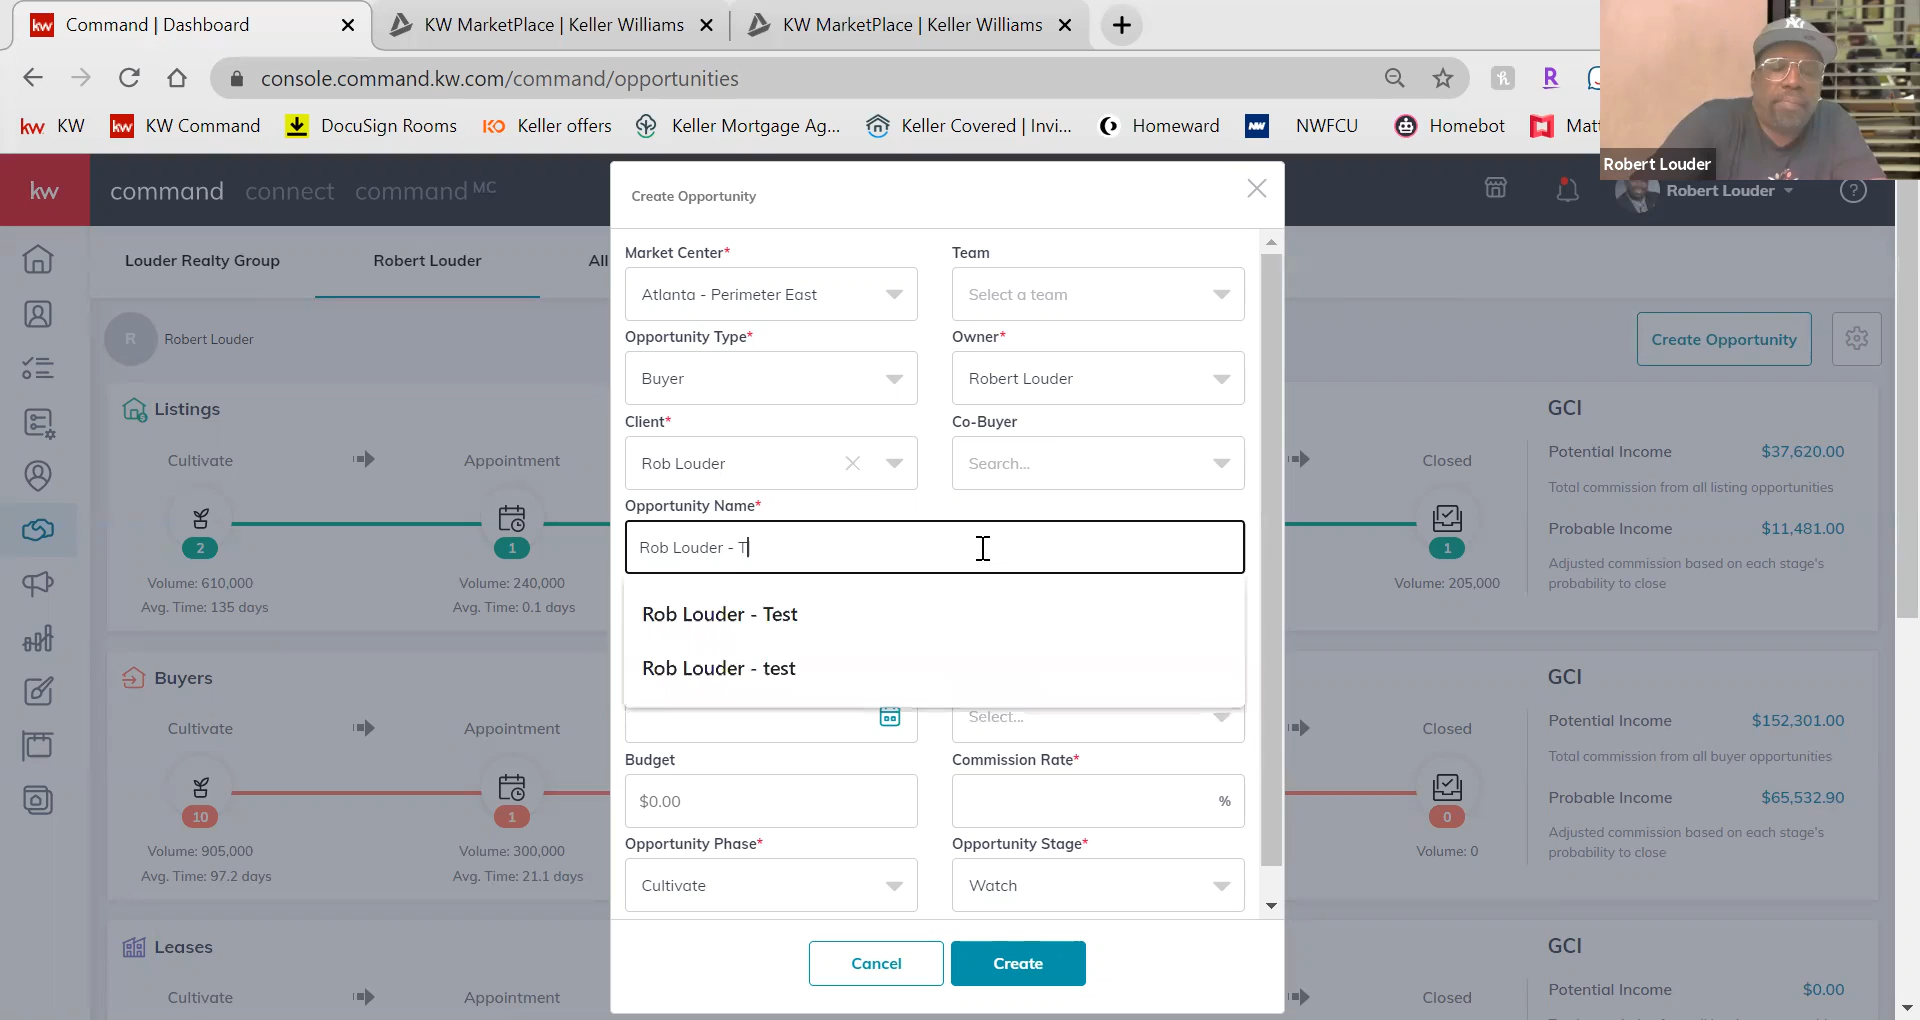 kw Command | Dashboard
KW MarketPlace | Keller Williams
KW MarketPlace | Keller Williams
console.command.kw.com/command/opportunities
kw KW
kw KW Command
DocuSign Rooms
KO Keller offers
Keller Mortgage Ag...
Keller Covered | Invi...
Homeward
NW NWFCU
Homebot
Mat
Robert Louder
kw
command connect command MC
Robert Louder
Louder Realty Group
Robert Louder
All
R Robert Louder
Create Opportunity
Listings
Cultivate
Appointment
2
1
Volume: 610,000
Avg. Time: 135 days
Volume: 240,000
Avg. Time: 0.1 days
Closed
1
Volume: 205,000
GCI
Potential Income $37,620.00
Total commission from all listing opportunities
Probable Income $11,481.00
Adjusted commission based on each stage's
probability to close
Buyers
Cultivate
Appointment
10
1
Volume: 905,000
Avg. Time: 97.2 days
Volume: 300,000
Avg. Time: 21.1 days
Closed
0
Volume: 0
GCI
Potential Income $152,301.00
Total commission from all buyer opportunities
Probable Income $65,532.90
Adjusted commission based on each stage's
probability to close
Leases
Cultivate
Appointment
Closed
GCI
Potential Income $0.00
Create Opportunity
Market Center*
Team
Atlanta - Perimeter East
Select a team
Opportunity Type*
Owner*
Buyer
Robert Louder
Client*
Co-Buyer
Rob Louder
Search...
Opportunity Name*
Rob Louder - T
Rob Louder - Test
Rob Louder - test
Select...
Budget
Commission Rate*
$0.00
%
Opportunity Phase*
Opportunity Stage*
Cultivate
Watch
Cancel
Create